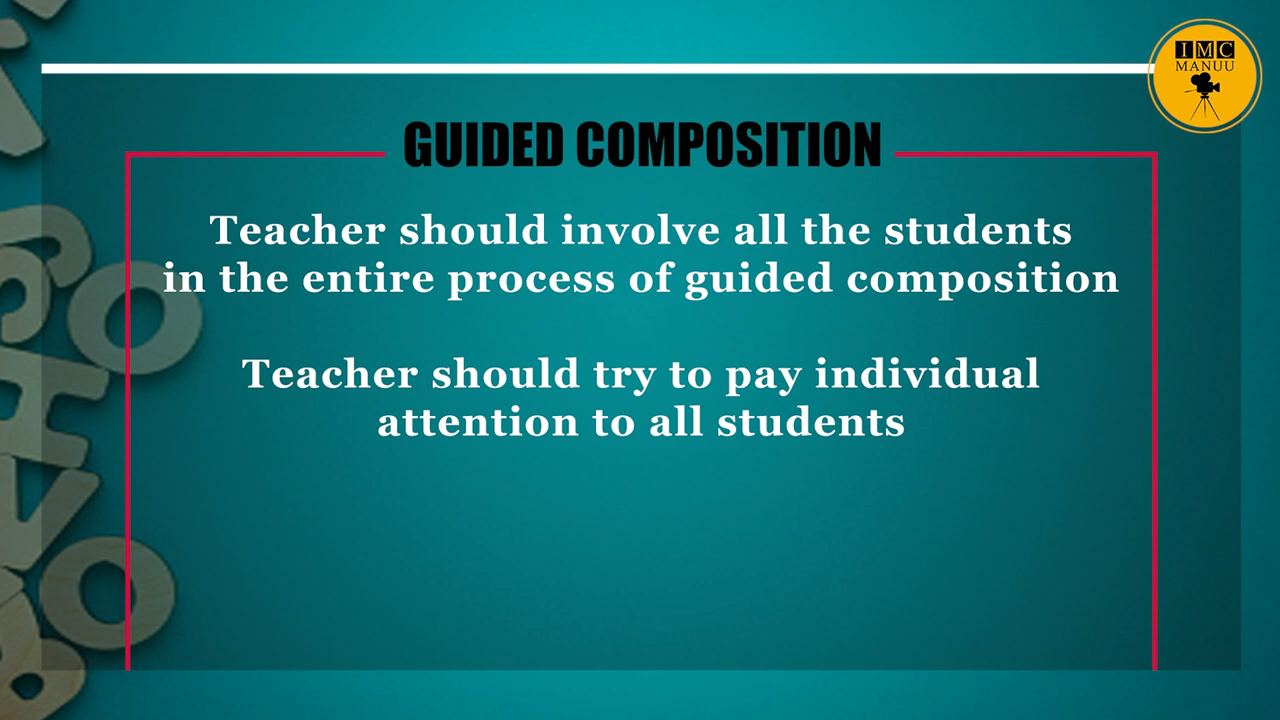 IMC
MANUU
GUIDED COMPOSITION
Teacher should involve all the students
in the entire process of guided composition
Teacher should try to pay individual
attention to all students